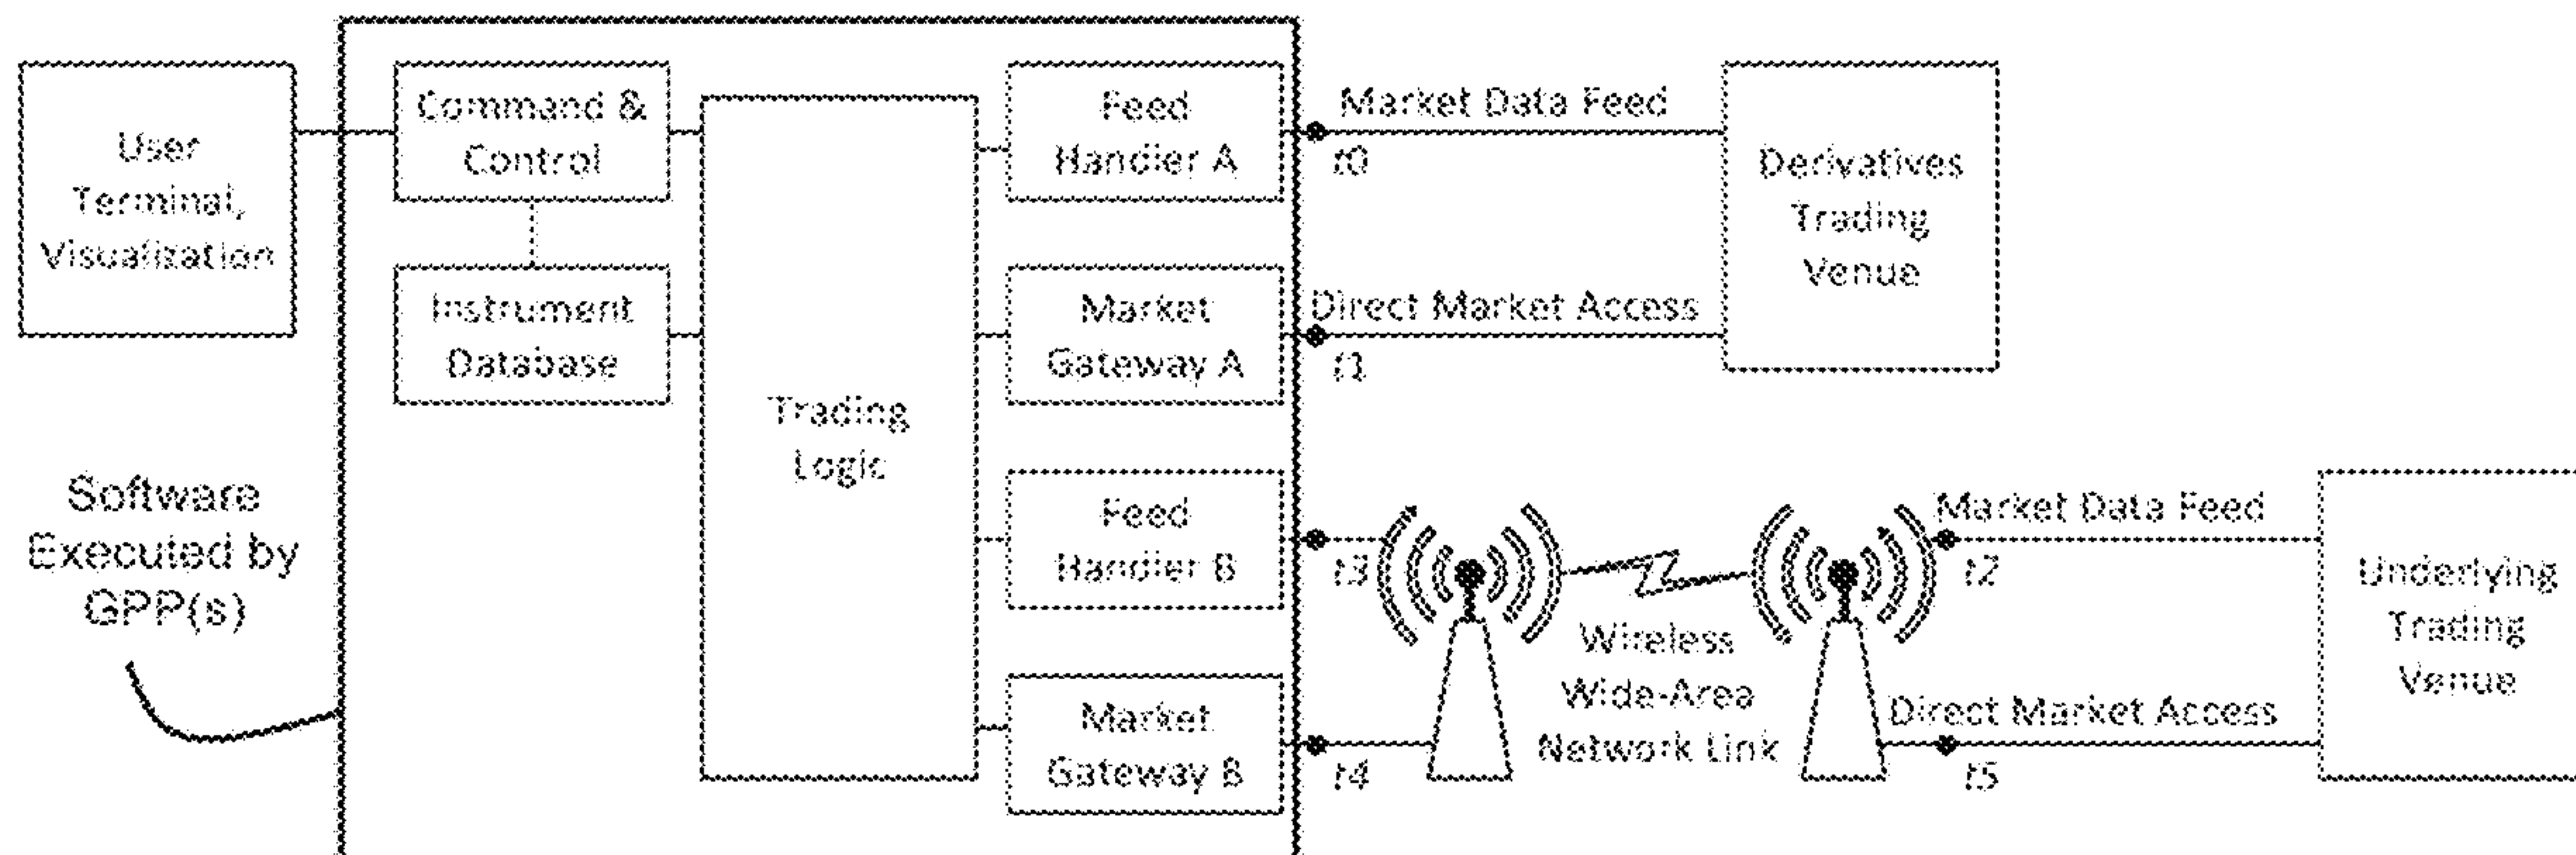 User
Terminal,
Visualization
Command &
Control
Instrument
Database
Trading
Logic
Feed
Handler A
Market
Gateway A
Feed
Handler B
Market
Gateway B
Market Data Feed
t0
Direct Market Access
t1
Derivatives
Trading
Venue
Software
Executed by
GPP(s)
t3
t4
Wireless
Wide-Area
Network Link
Market Data Feed
t2
Direct Market Access
t5
Underlying
Trading
Venue